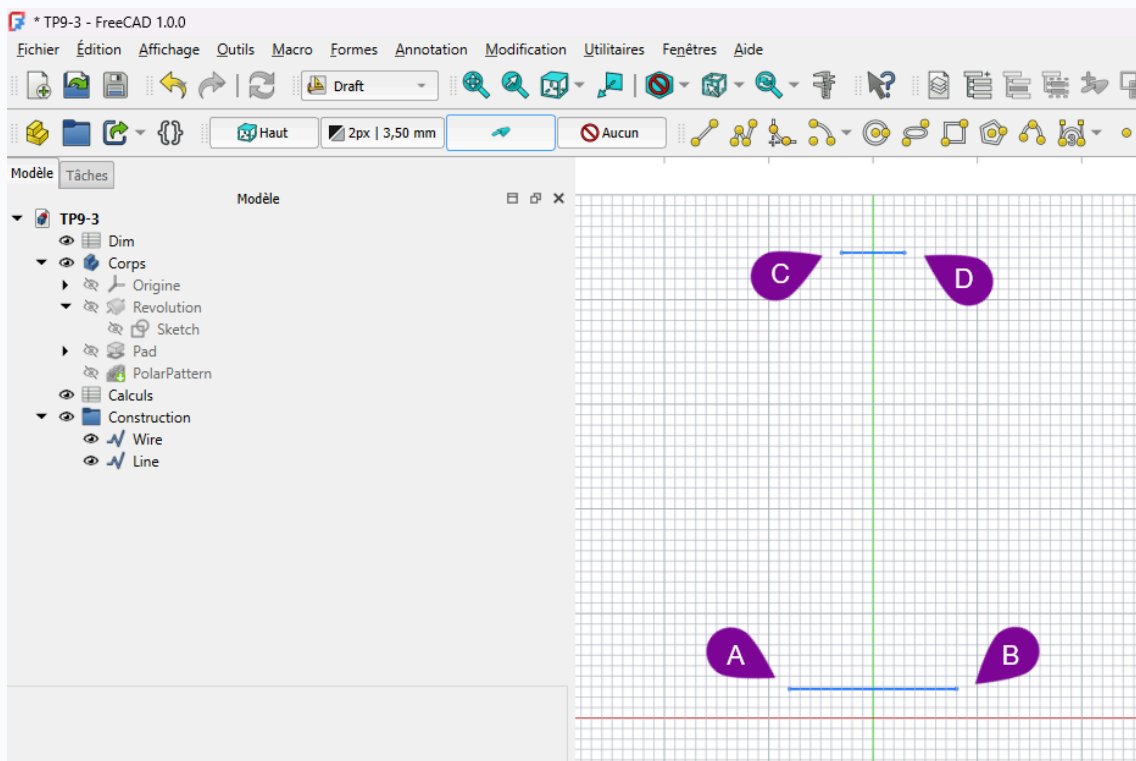 * TP9-3 - FreeCAD 1.0.0
Fichier Édition Affichage Outils Macro Formes Annotation Modification Utilitaires Fenêtres Aide
Draft
Haut 2px | 3,50 mm Aucun
Modèle Tâches
Modèle
TP9-3
Dim
Corps
Origine
Revolution
Sketch
Pad
PolarPattern
Calculs
Construction
Wire
Line
C D
A B